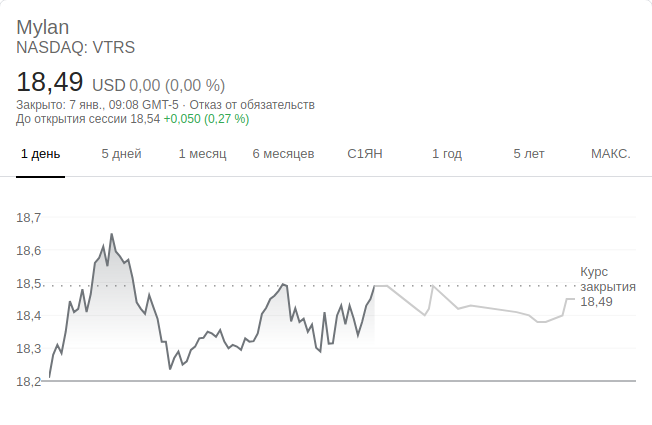 Mylan
NASDAQ: VTRS
18,49 USD 0,00 (0,00 %)
Закрыто: 7 янв., 09:08 GMT-5 · Отказ от обязательств
До открытия сессии 18,54 +0,050 (0,27 %)
1 день 5 дней 1 месяц 6 месяцев С1ЯН 1 год 5 лет МАКС.
18,7
18,6
18,5
18,4
18,3
18,2
Курс
закрытия
18,49